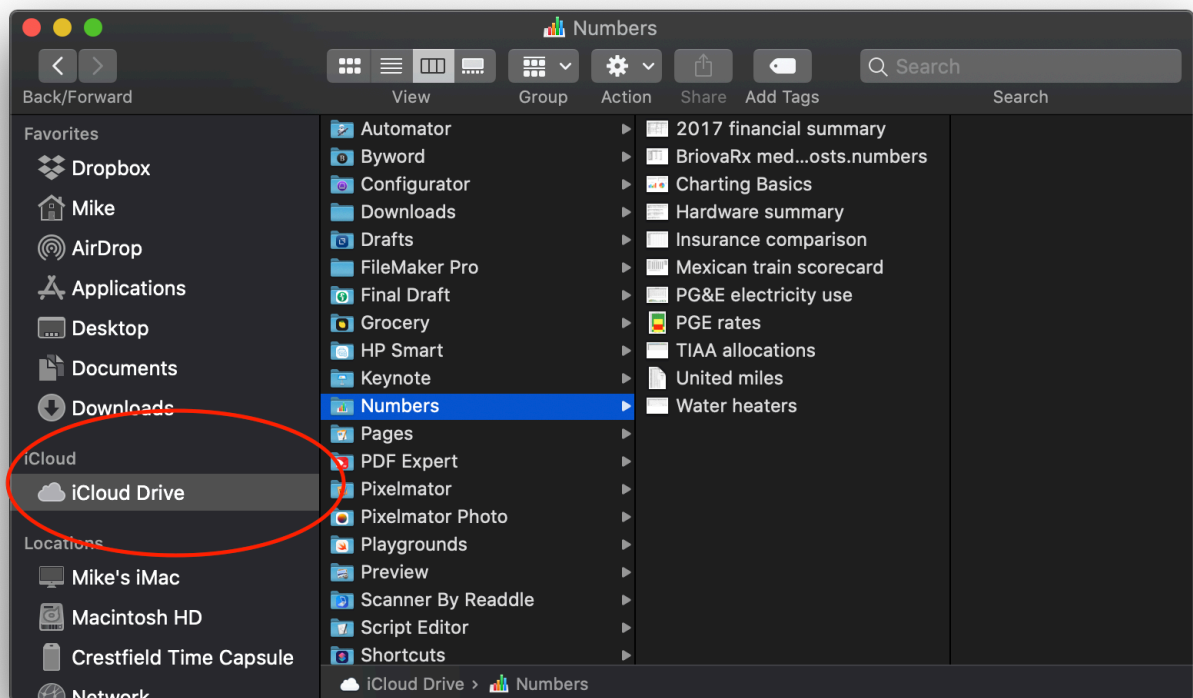 Numbers
Search
Back/Forward
View
Group
Action
Share
Add Tags
Search
Favorites
Dropbox
Mike
AirDrop
Applications
Desktop
Documents
Downloads
iCloud
iCloud Drive
Locations
Mike's iMac
Macintosh HD
Crestfield Time Capsule
Network
Automator
Byword
Configurator
Downloads
Drafts
FileMaker Pro
Final Draft
Grocery
HP Smart
Keynote
Numbers
Pages
PDF Expert
Pixelmator
Pixelmator Photo
Playgrounds
Preview
Scanner By Readdle
Script Editor
Shortcuts
2017 financial summary
BriovaRx med...osts.numbers
Charting Basics
Hardware summary
Insurance comparison
Mexican train scorecard
PG&E electricity use
PGE rates
TIAA allocations
United miles
Water heaters
iCloud Drive › Numbers